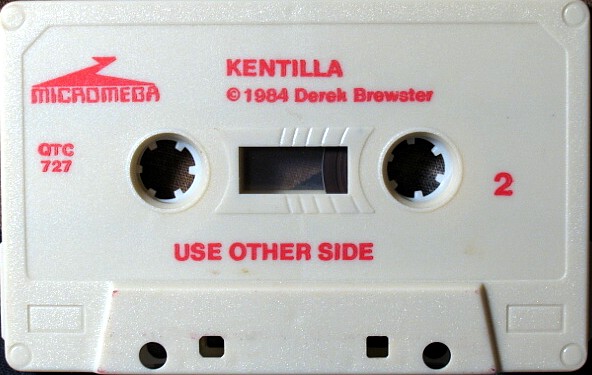 MICROMEGA
KENTILLA
© 1984 Derek Brewster
QTC
727
2
USE OTHER SIDE